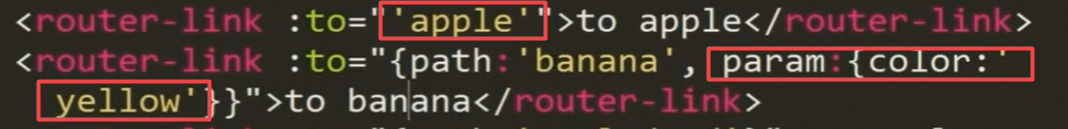 <router-link :to="'apple'">to apple</router-link>
<router-link :to="{path:'banana', param:{color:'
yellow'}}">to banana</router-link>